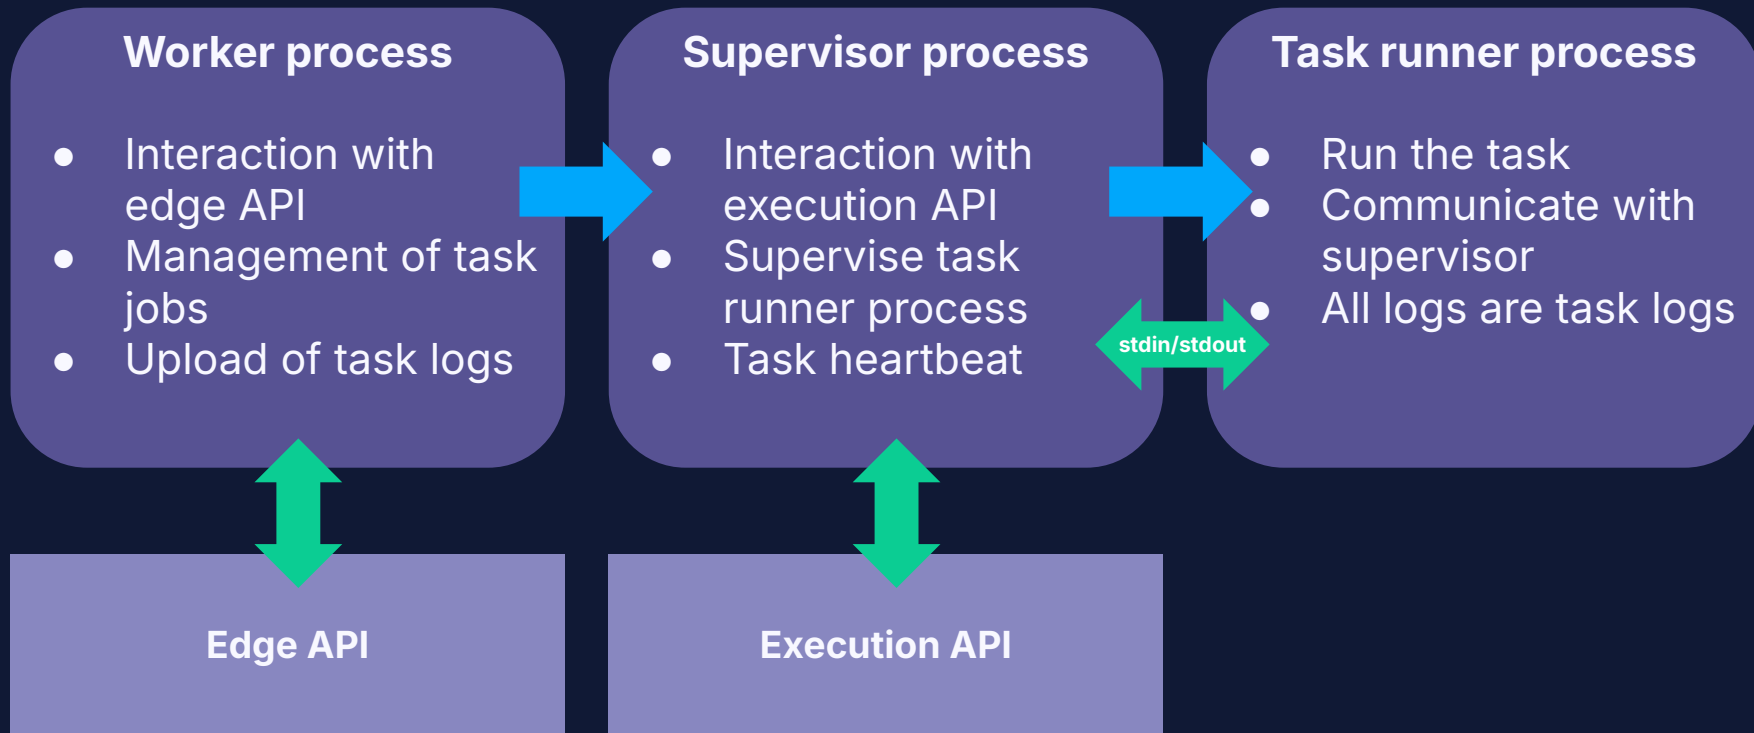 Worker process
● Interaction with
edge API
● Management of task
jobs
● Upload of task logs
Supervisor process
● Interaction with
execution API
● Supervise task
runner process
● Task heartbeat
Task runner process
● Run the task
● Communicate with
supervisor
● All logs are task logs
stdin/stdout
Edge API
Execution API